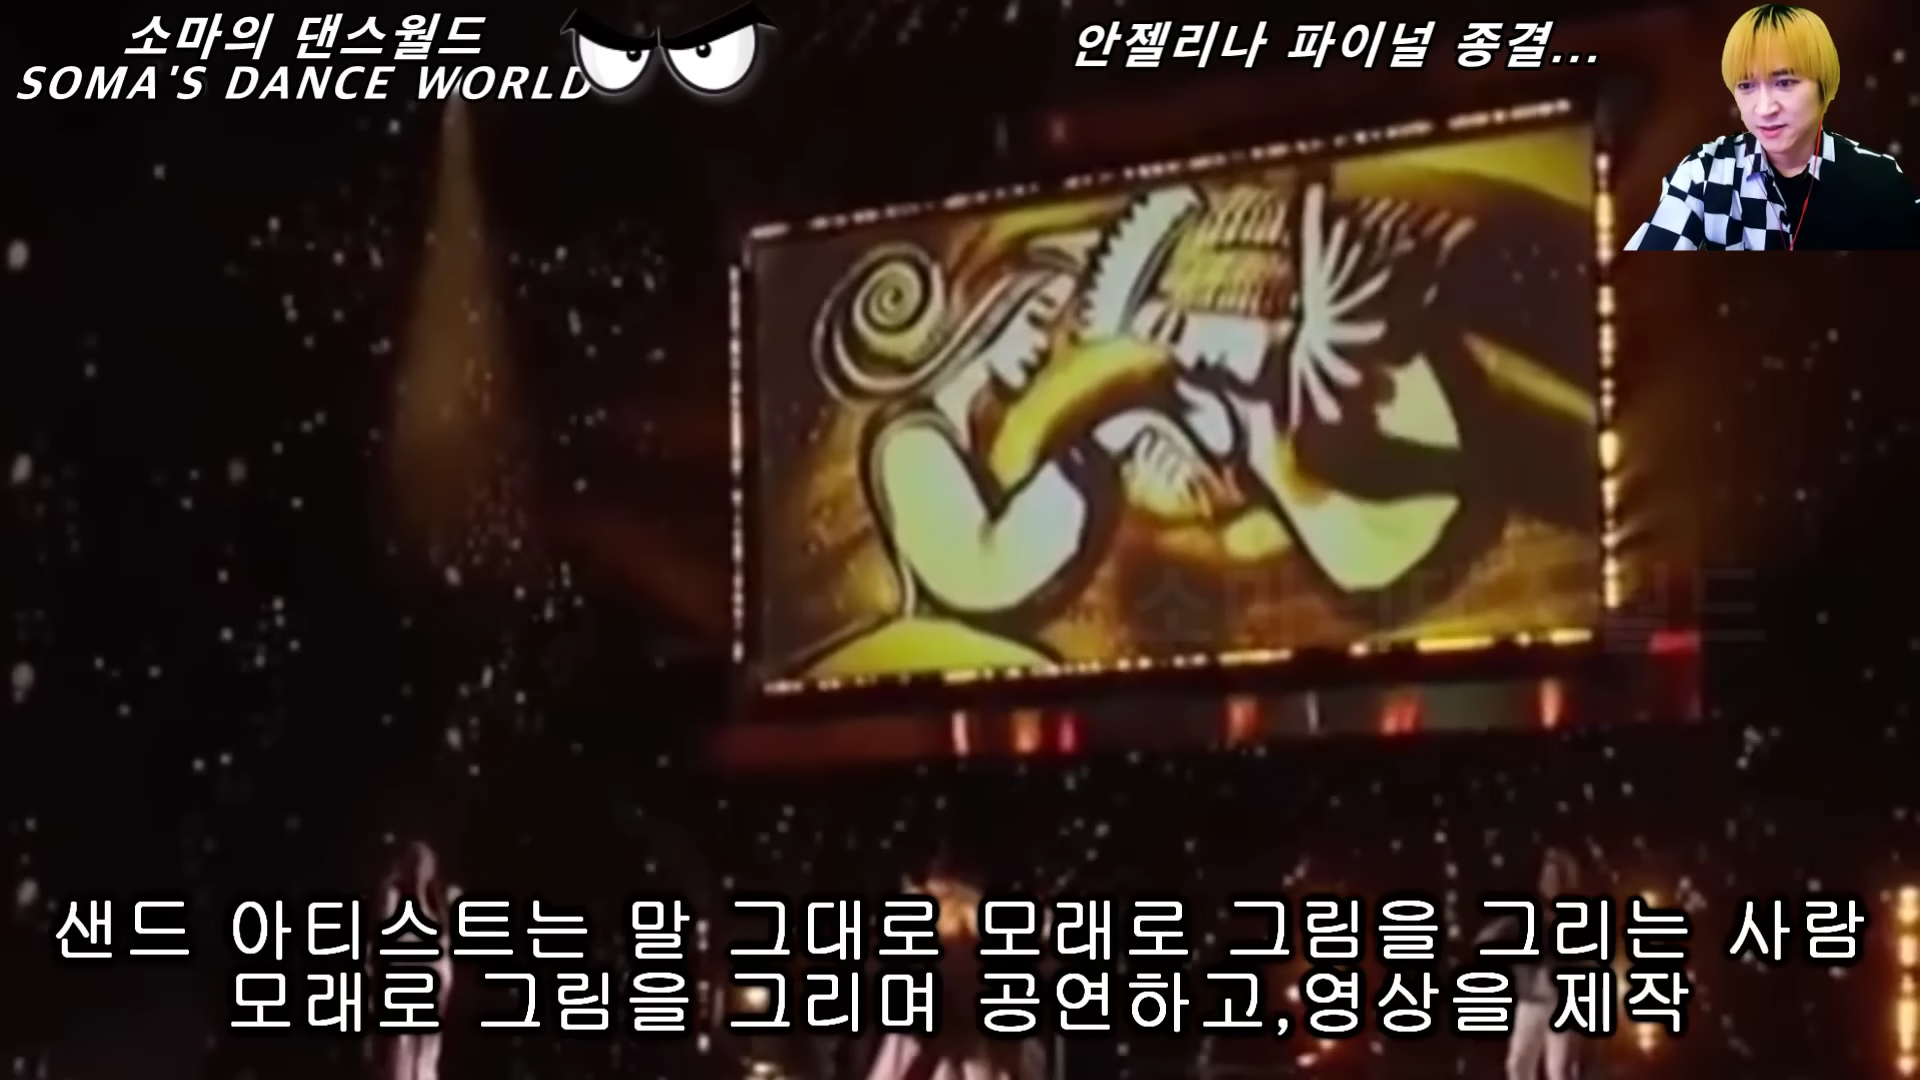 소마의 댄스월드
SOMA'S DANCE WORLD
안젤리나 파이널 종결...
샌드 아티스트는 말 그대로 모래로 그림을 그리는 사람
모래로 그림을 그리며 공연하고,영상을 제작